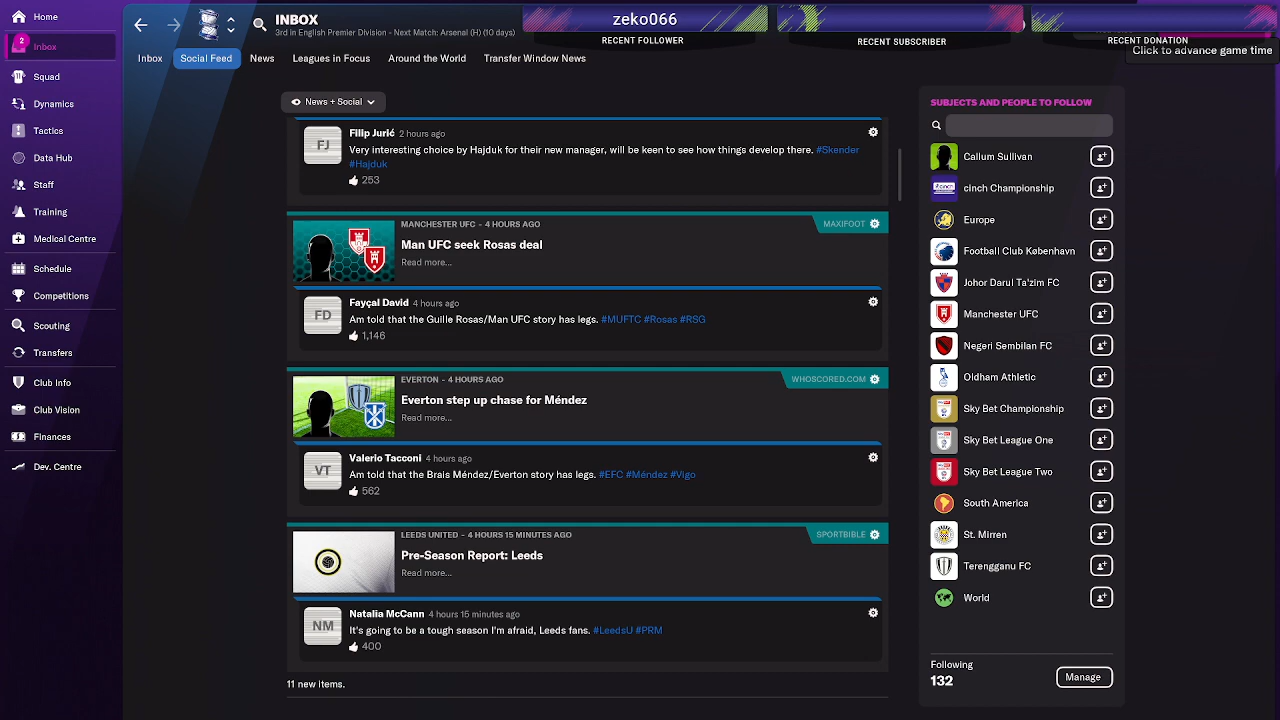 Home
2
Inbox
Squad
Dynamics
Tactics
Data Hub
Staff
Training
Medical Centre
Schedule
Competitions
Scouting
Transfers
Club Info
Club Vision
Finances
Dev. Centre
INBOX
3rd in English Premier Division - Next Match: Arsenal (H) (10 days)
zeko066
RECENT FOLLOWER
RECENT SUBSCRIBER
RECENT DONATION
Click to advance game time
Inbox
Social Feed
News
Leagues in Focus
Around the World
Transfer Window News
News + Social
FJ
Filip Jurić 2 hours ago
Very interesting choice by Hajduk for their new manager, will be keen to see how things develop there. #Skender
#Hajduk
253
MANCHESTER UFC - 4 HOURS AGO
MAXIFOOT
Man UFC seek Rosas deal
Read more...
FD
Fayçal David 4 hours ago
Am told that the Guille Rosas/Man UFC story has legs. #MUFTC #Rosas #RSG
1,146
EVERTON - 4 HOURS AGO
WHOSCORED.COM
Everton step up chase for Méndez
Read more...
VT
Valerio Tacconi 4 hours ago
Am told that the Brais Méndez/Everton story has legs. #EFC #Méndez #Vigo
562
LEEDS UNITED - 4 HOURS 15 MINUTES AGO
SPORTBIBLE
Pre-Season Report: Leeds
Read more...
NM
Natalia McCann 4 hours 15 minutes ago
It's going to be a tough season I'm afraid, Leeds fans. #LeedsU #PRM
400
11 new items.
SUBJECTS AND PEOPLE TO FOLLOW
Callum Sullivan
cinch Championship
Europe
Football Club København
Johor Darul Ta'zim FC
Manchester UFC
Negeri Sembilan FC
Oldham Athletic
Sky Bet Championship
Sky Bet League One
Sky Bet League Two
South America
St. Mirren
Terengganu FC
World
Following
132
Manage